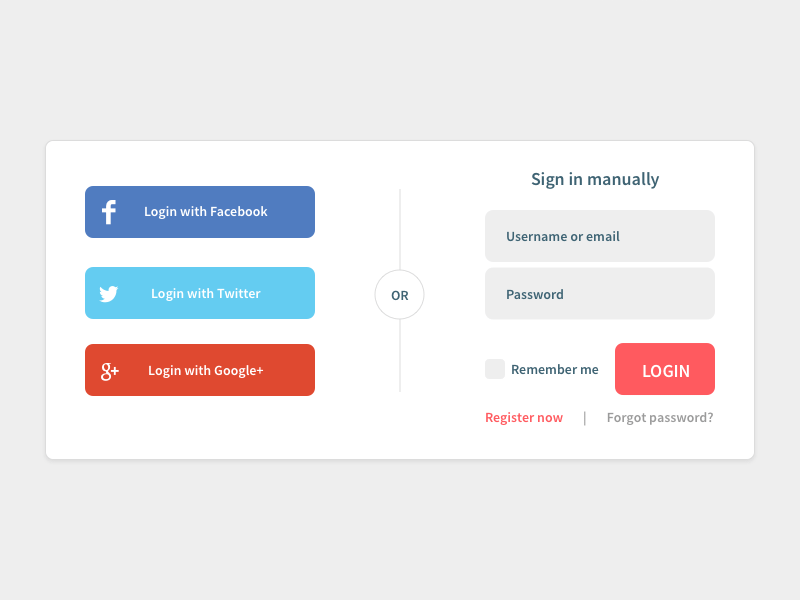 Login with Facebook
Login with Twitter
Login with Google+
OR
Sign in manually
Username or email
Password
Remember me
LOGIN
Register now | Forgot password?